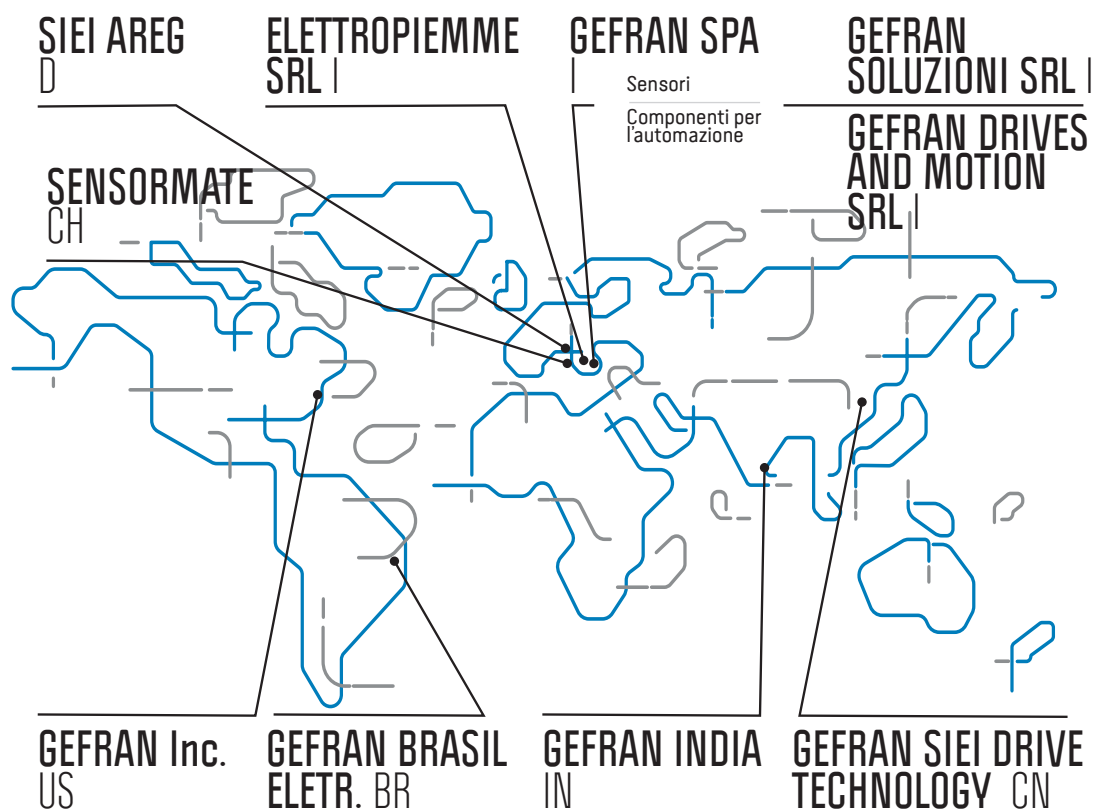 SIEI AREG
D
ELETTROPIEMME
SRL I
GEFRAN SPA
I
Sensori
Componenti per
l'automazione
GEFRAN
SOLUZIONI SRL I
GEFRAN DRIVES
AND MOTION
SRL I
SENSORMATE
CH
GEFRAN Inc.
US
GEFRAN BRASIL
ELETR. BR
GEFRAN INDIA
IN
GEFRAN SIEI DRIVE
TECHNOLOGY CN